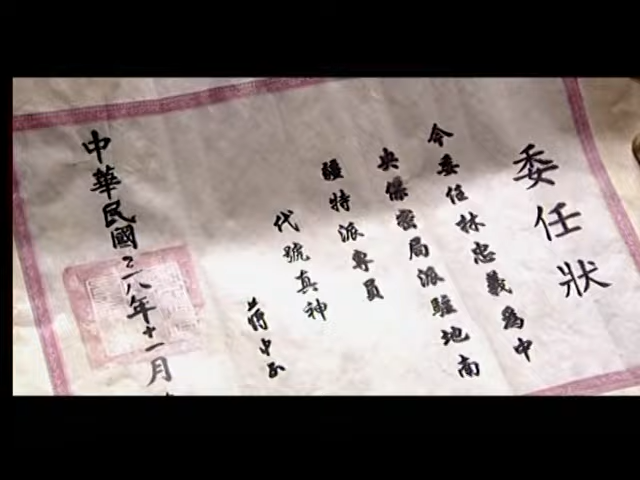 委任狀
令委任林忠義為中
央保密局派駐地南
疆特派專員
代號真神
蔣中正
中華民國三十八年十一月